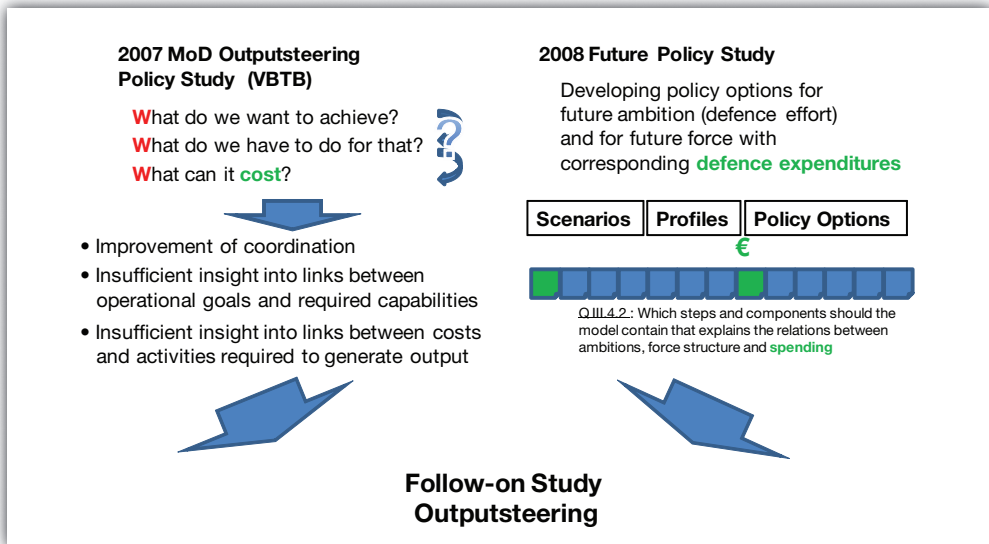 2007 MoD Outputsteering
Policy Study (VBTB)
What do we want to achieve?
What do we have to do for that?
What can it cost?
?
• Improvement of coordination
• Insufficient insight into links between
operational goals and required capabilities
• Insufficient insight into links between costs
and activities required to generate output
2008 Future Policy Study
Developing policy options for
future ambition (defence effort)
and for future force with
corresponding defence expenditures
Scenarios Profiles Policy Options
€
Q III.4.2.: Which steps and components should the
model contain that explains the relations between
ambitions, force structure and spending
Follow-on Study
Outputsteering